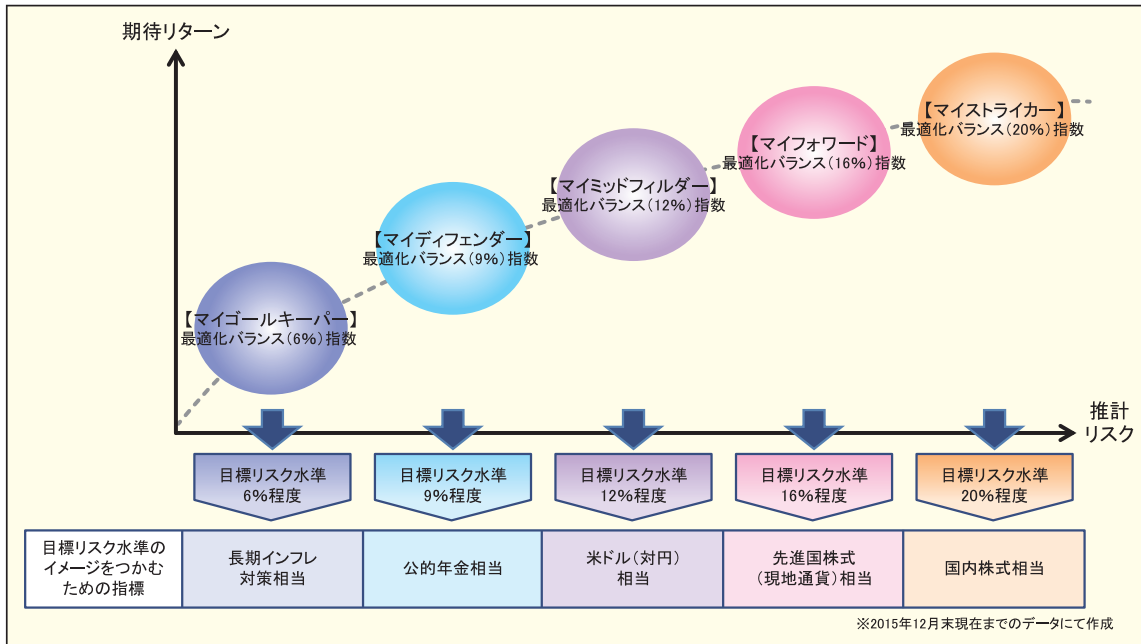 期待リターン
【マイストライカー】
最適化バランス(20%)指数
【マイフォワード】
最適化バランス(16%)指数
【マイミッドフィルダー】
最適化バランス(12%)指数
【マイディフェンダー】
最適化バランス(9%)指数
【マイゴールキーパー】
最適化バランス(6%)指数
推計
リスク
目標リスク水準
6%程度
目標リスク水準
9%程度
目標リスク水準
12%程度
目標リスク水準
16%程度
目標リスク水準
20%程度
目標リスク水準の
イメージをつかむ
ための指標
長期インフレ
対策相当
公的年金相当
米ドル(対円)
相当
先進国株式
(現地通貨)相当
国内株式相当
※2015年12月末現在までのデータにて作成